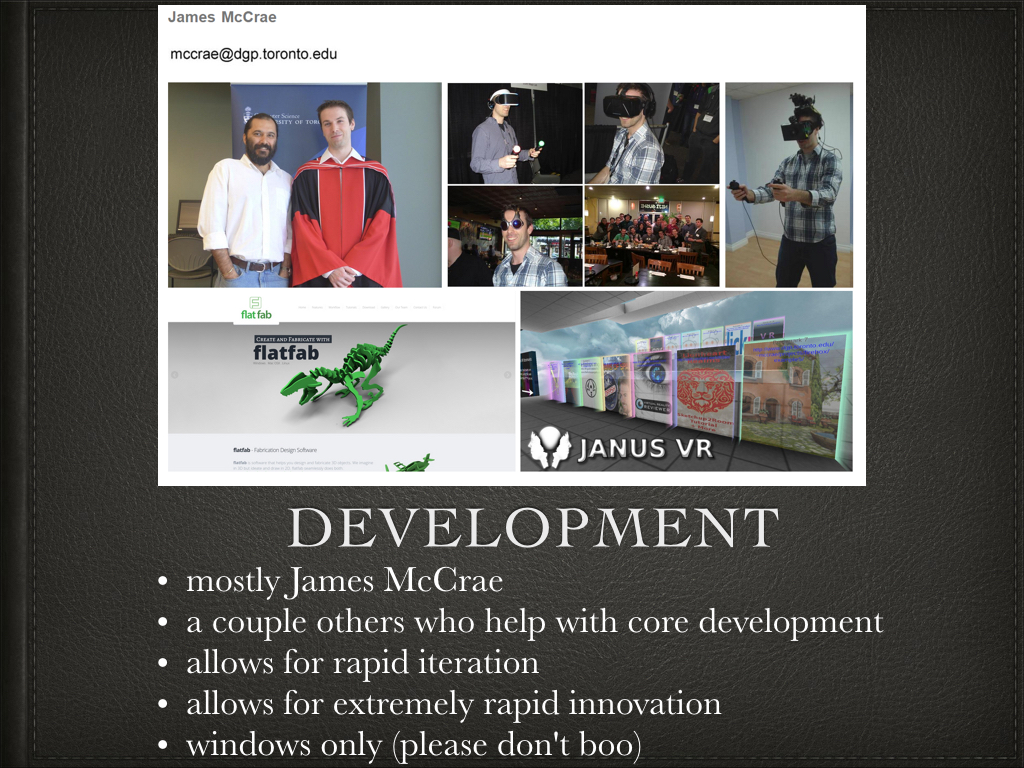 James McCrae
mccrae@dgp.toronto.edu
flatfab
CREATE AND FABRICATE WITH
flatfab
flatfab - Fabrication Design Software
JANUS VR
DEVELOPMENT
• mostly James McCrae
• a couple others who help with core development
• allows for rapid iteration
• allows for extremely rapid innovation
• windows only (please don't boo)